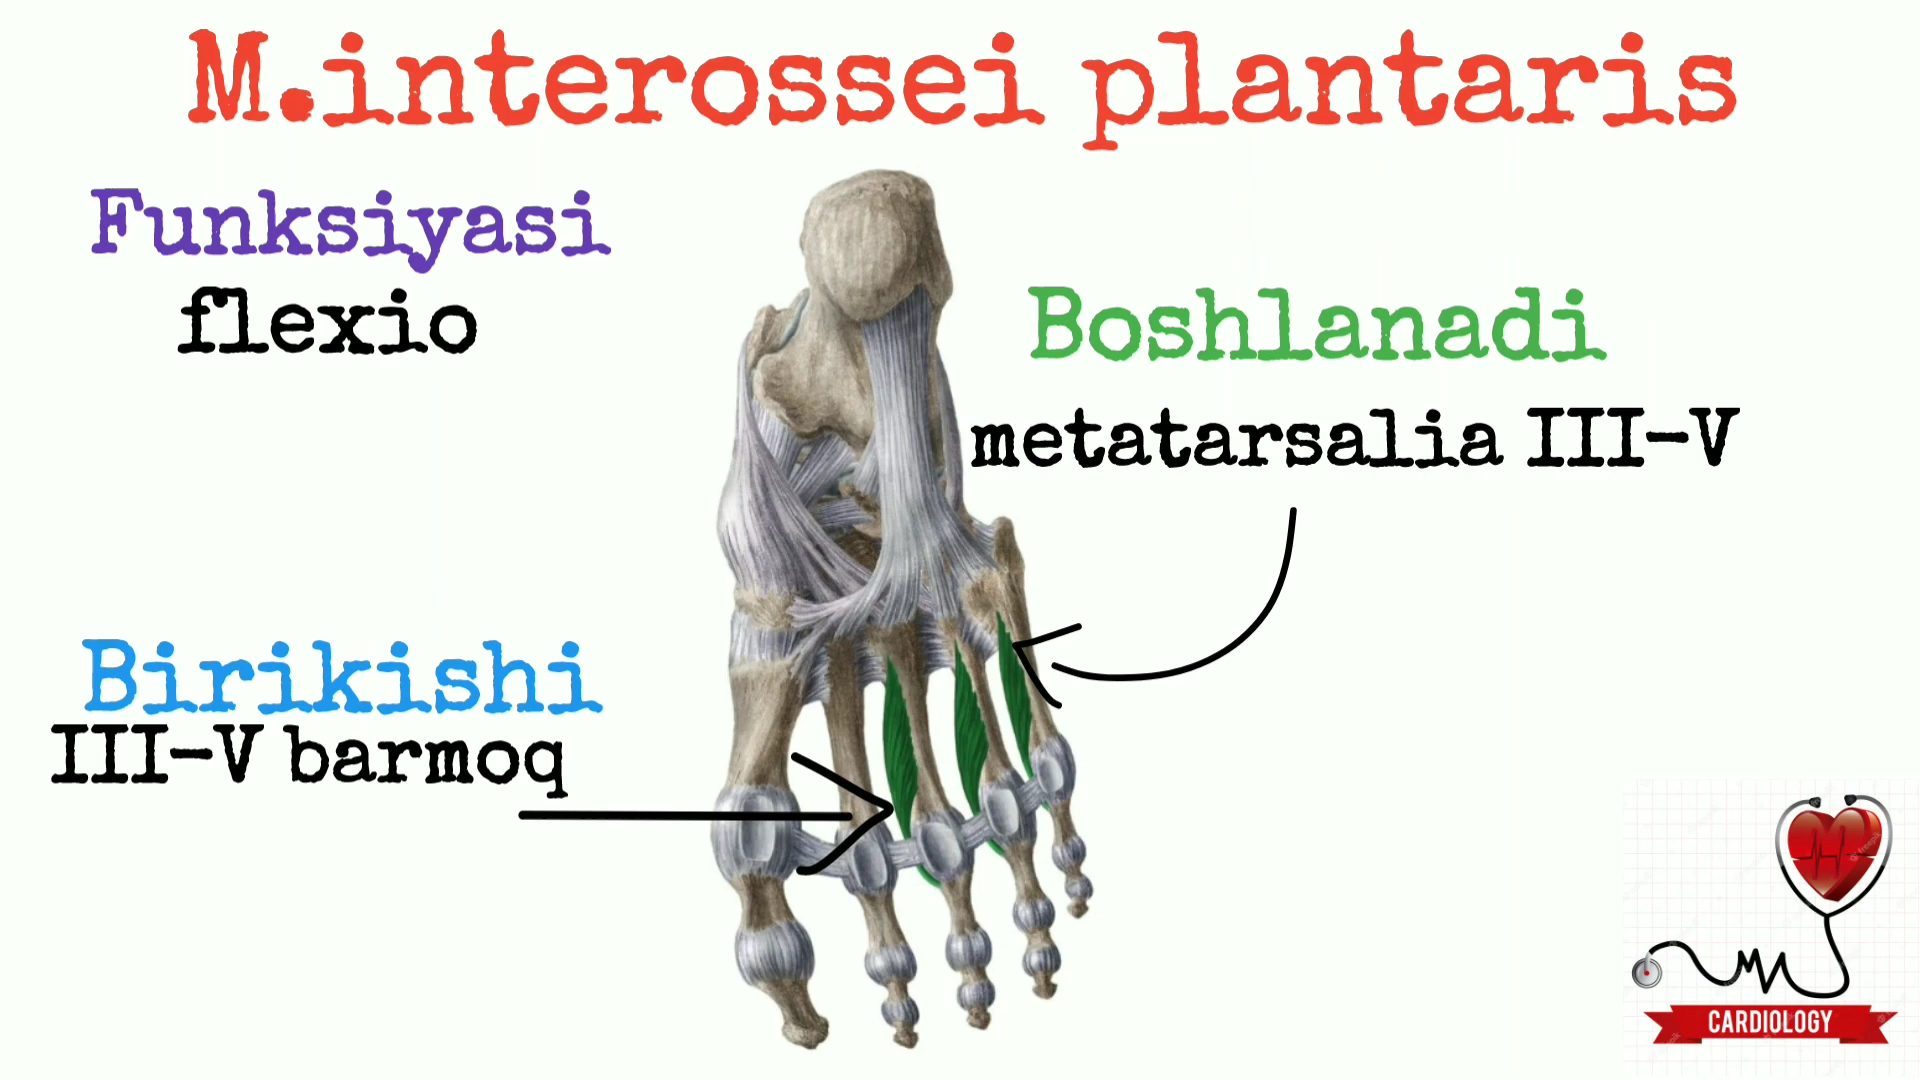 M.interossei plantaris
Funksiyasi
flexio
Boshlanadi
metatarsalia III-V
Birikishi
III-V barmoq
CARDIOLOGY